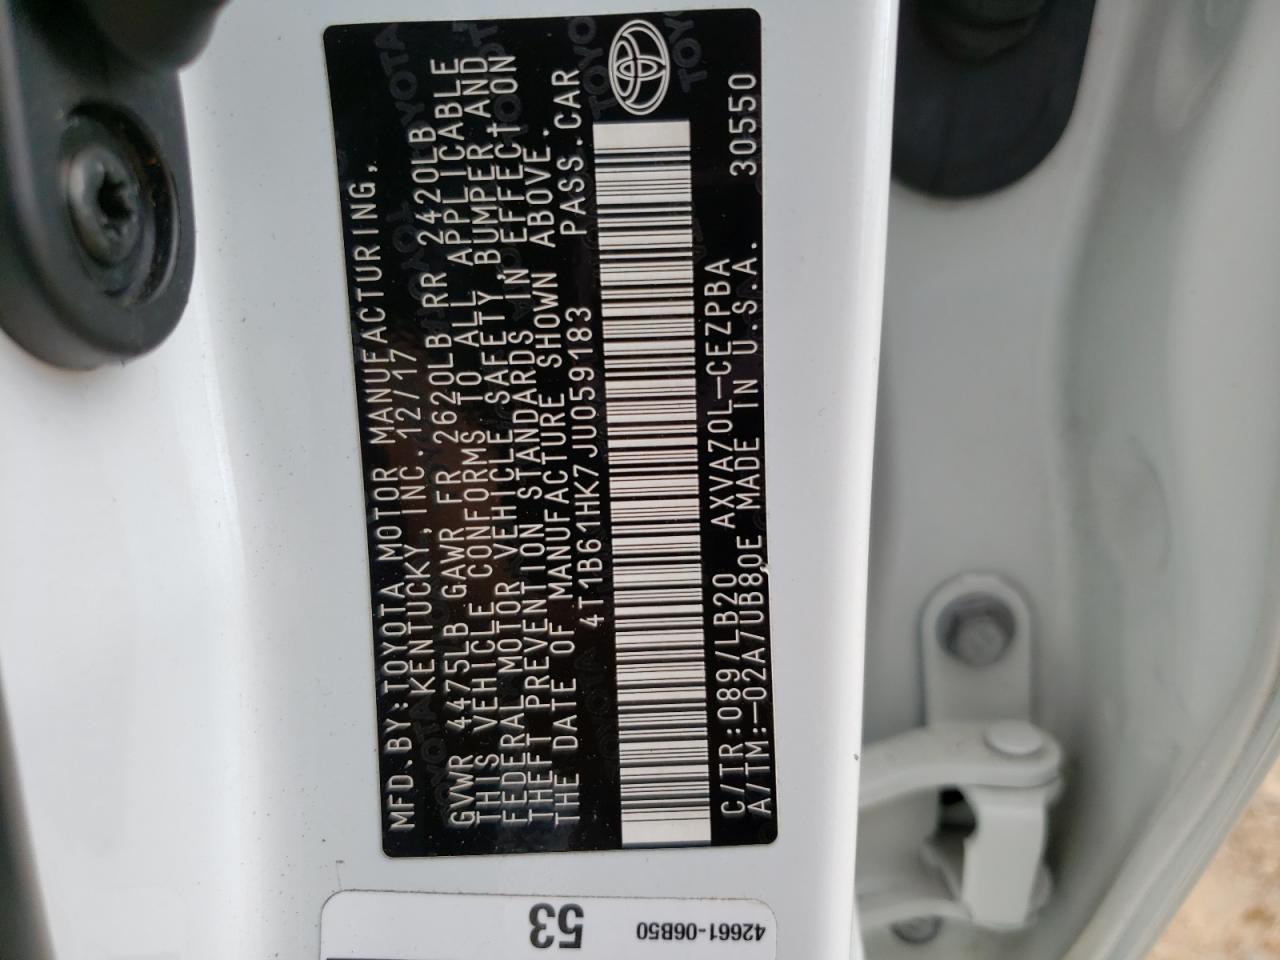 MFD.BY:TOYOTA MOTOR MANUFACTURING,
KENTUCKY,INC. 12/17
GVWR 4475LB GAWR FR 2620LB RR 2420LB
THIS VEHICLE CONFORMS TO ALL APPLICABLE
FEDERAL MOTOR VEHICLE SAFETY,BUMPER,AND
THEFT PREVENTION STANDARDS IN EFFECT ON
THE DATE OF MANUFACTURE SHOWN ABOVE.
4T1B61HK7JU059183 PASS.CAR
C/TR:089/LB20 AXVA70L-CEZPBA 30550
A/TM:-02A/UB80E MADE IN U.S.A.
53
42661-06B50